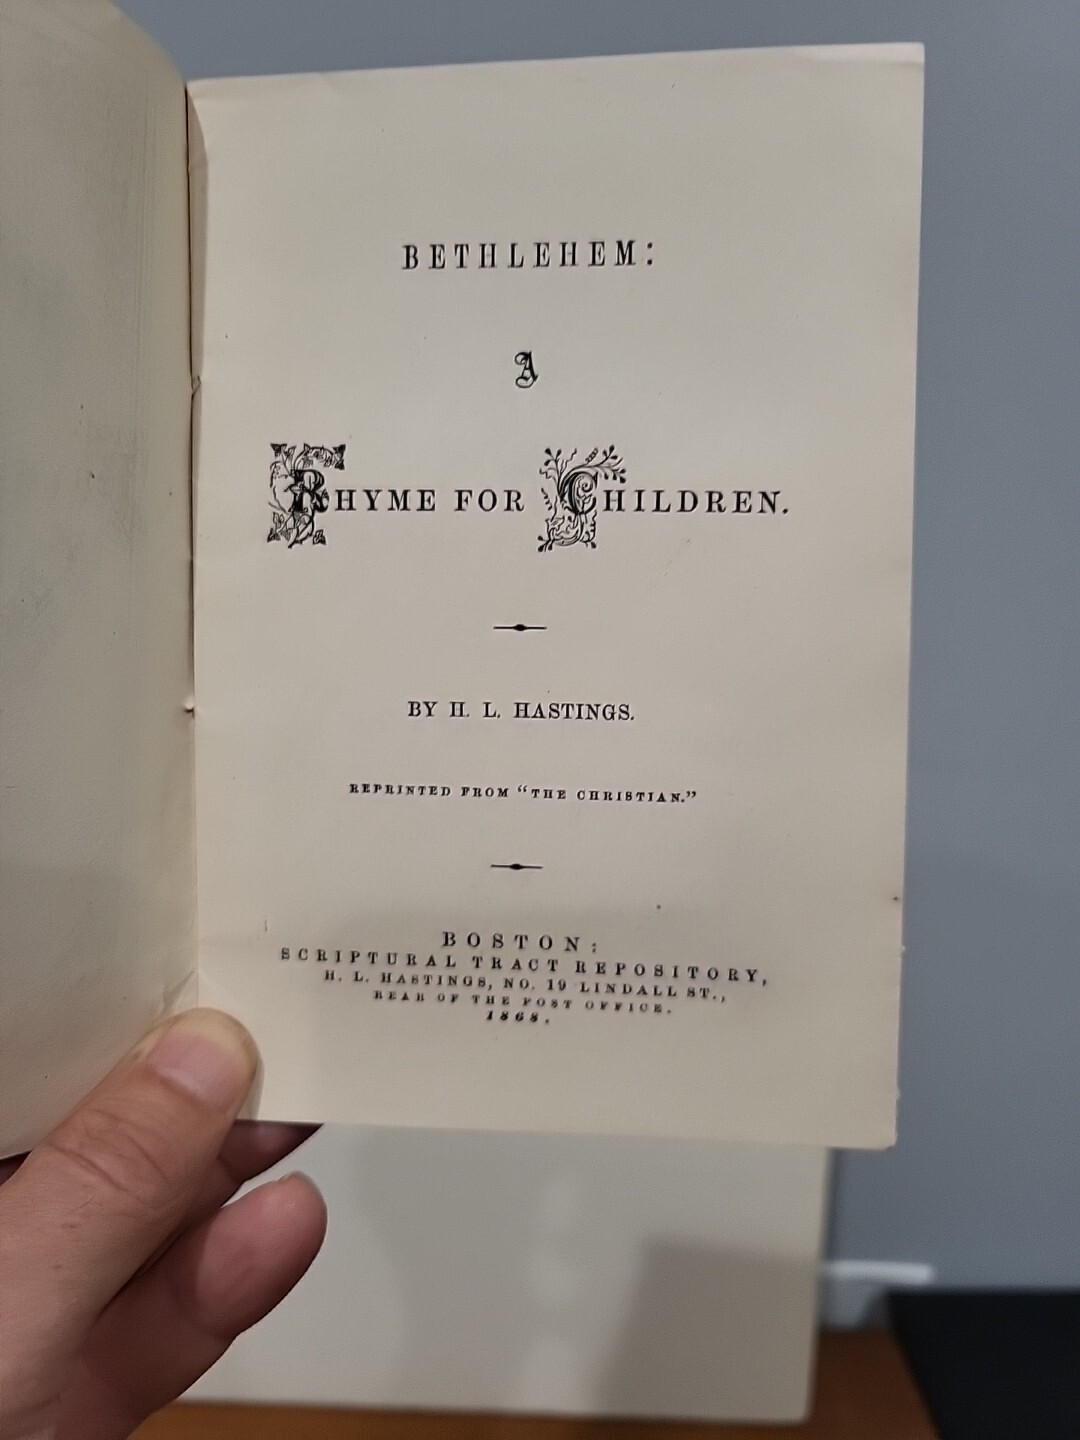 BETHLEHEM:
A
RHYME FOR CHILDREN.
BY H. L. HASTINGS.
REPRINTED FROM "THE CHRISTIAN."
BOSTON:
SCRIPTURAL TRACT REPOSITORY,
H. L. HASTINGS, NO. 19 LINDALL ST.,
REAR OF THE POST OFFICE.
1868.